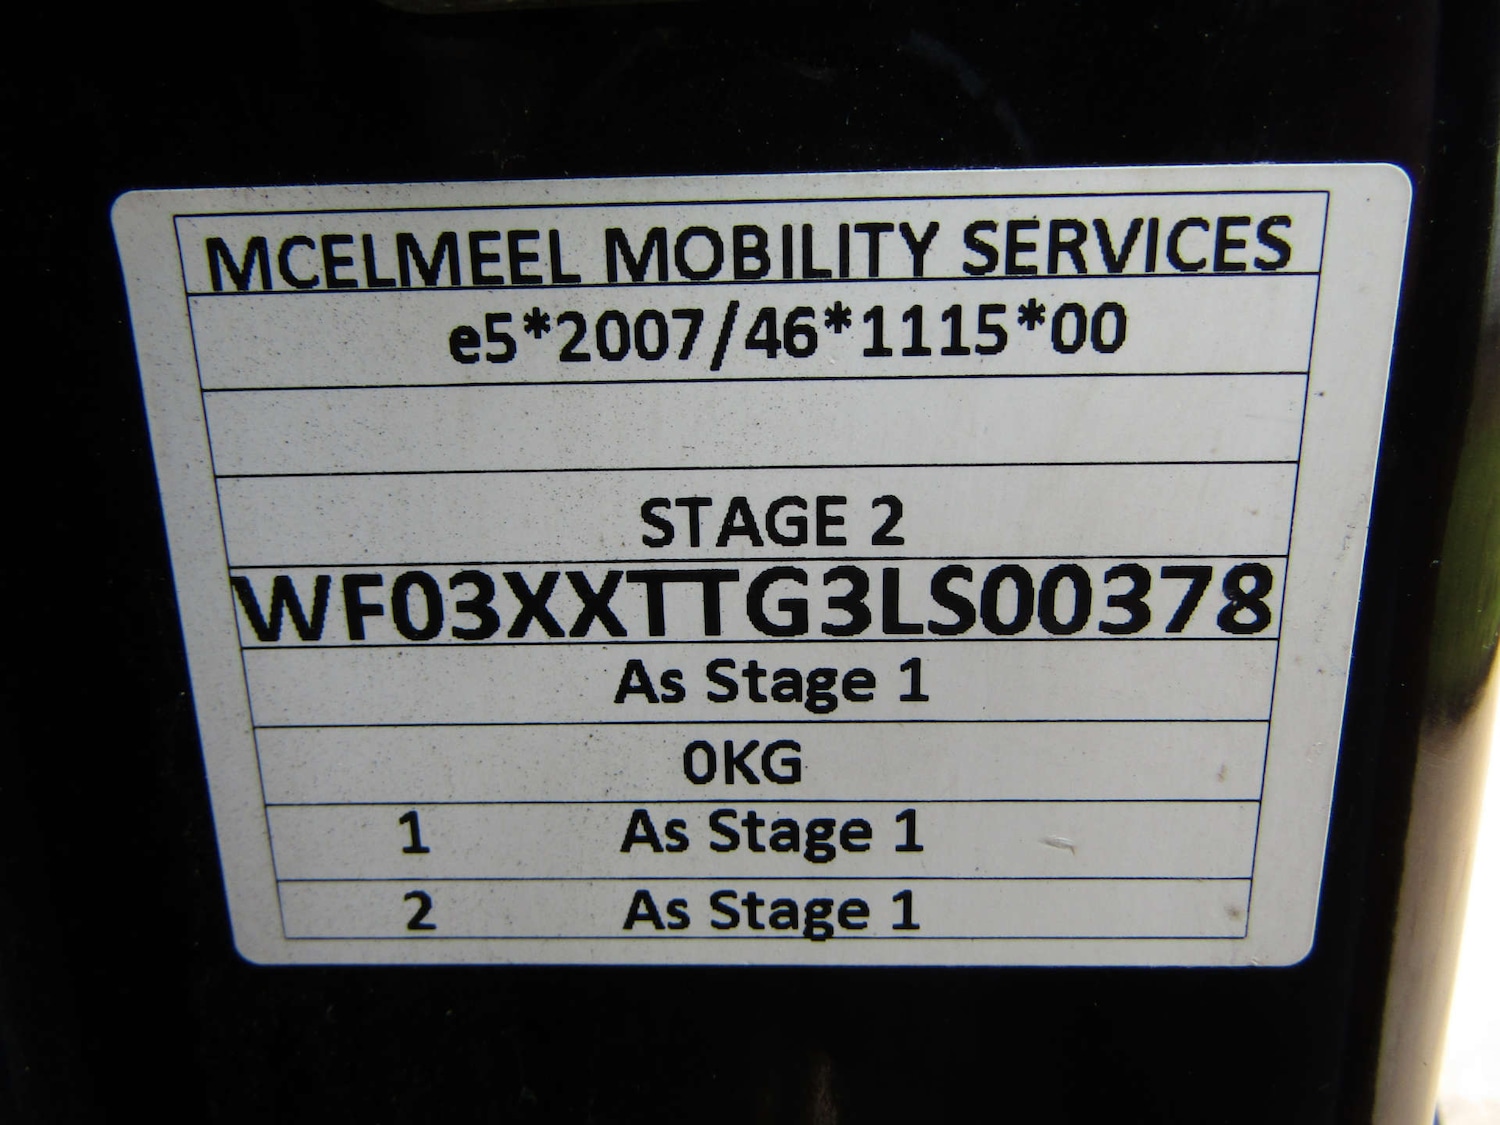 MCELMEEL MOBILITY SERVICES
e5*2007/46*1115*00
STAGE 2
WF03XXTTG3LS00378
As Stage 1
0KG
1 As Stage 1
2 As Stage 1